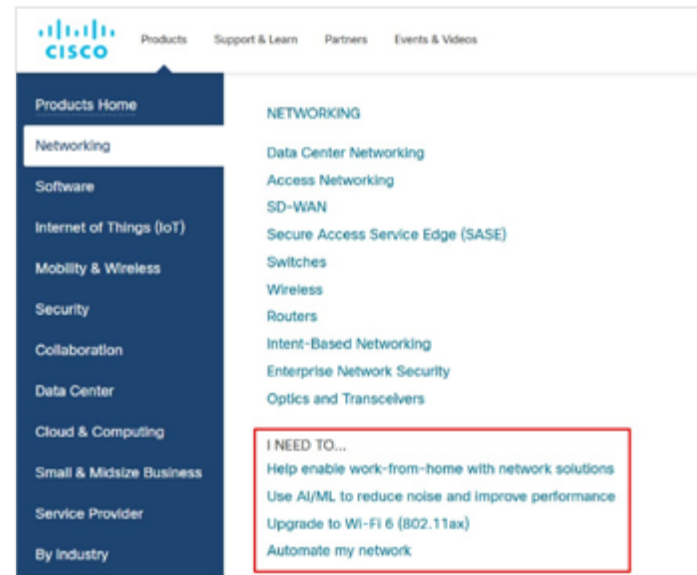 CISCO
Products Support & Learn Partners Events & Videos
Products Home
Networking
Software
Internet of Things (IoT)
Mobility & Wireless
Security
Collaboration
Data Center
Cloud & Computing
Small & Midsize Business
Service Provider
By Industry
NETWORKING
Data Center Networking
Access Networking
SD-WAN
Secure Access Service Edge (SASE)
Switches
Wireless
Routers
Intent-Based Networking
Enterprise Network Security
Optics and Transceivers
I NEED TO...
Help enable work-from-home with network solutions
Use AI/ML to reduce noise and improve performance
Upgrade to Wi-Fi 6 (802.11ax)
Automate my network